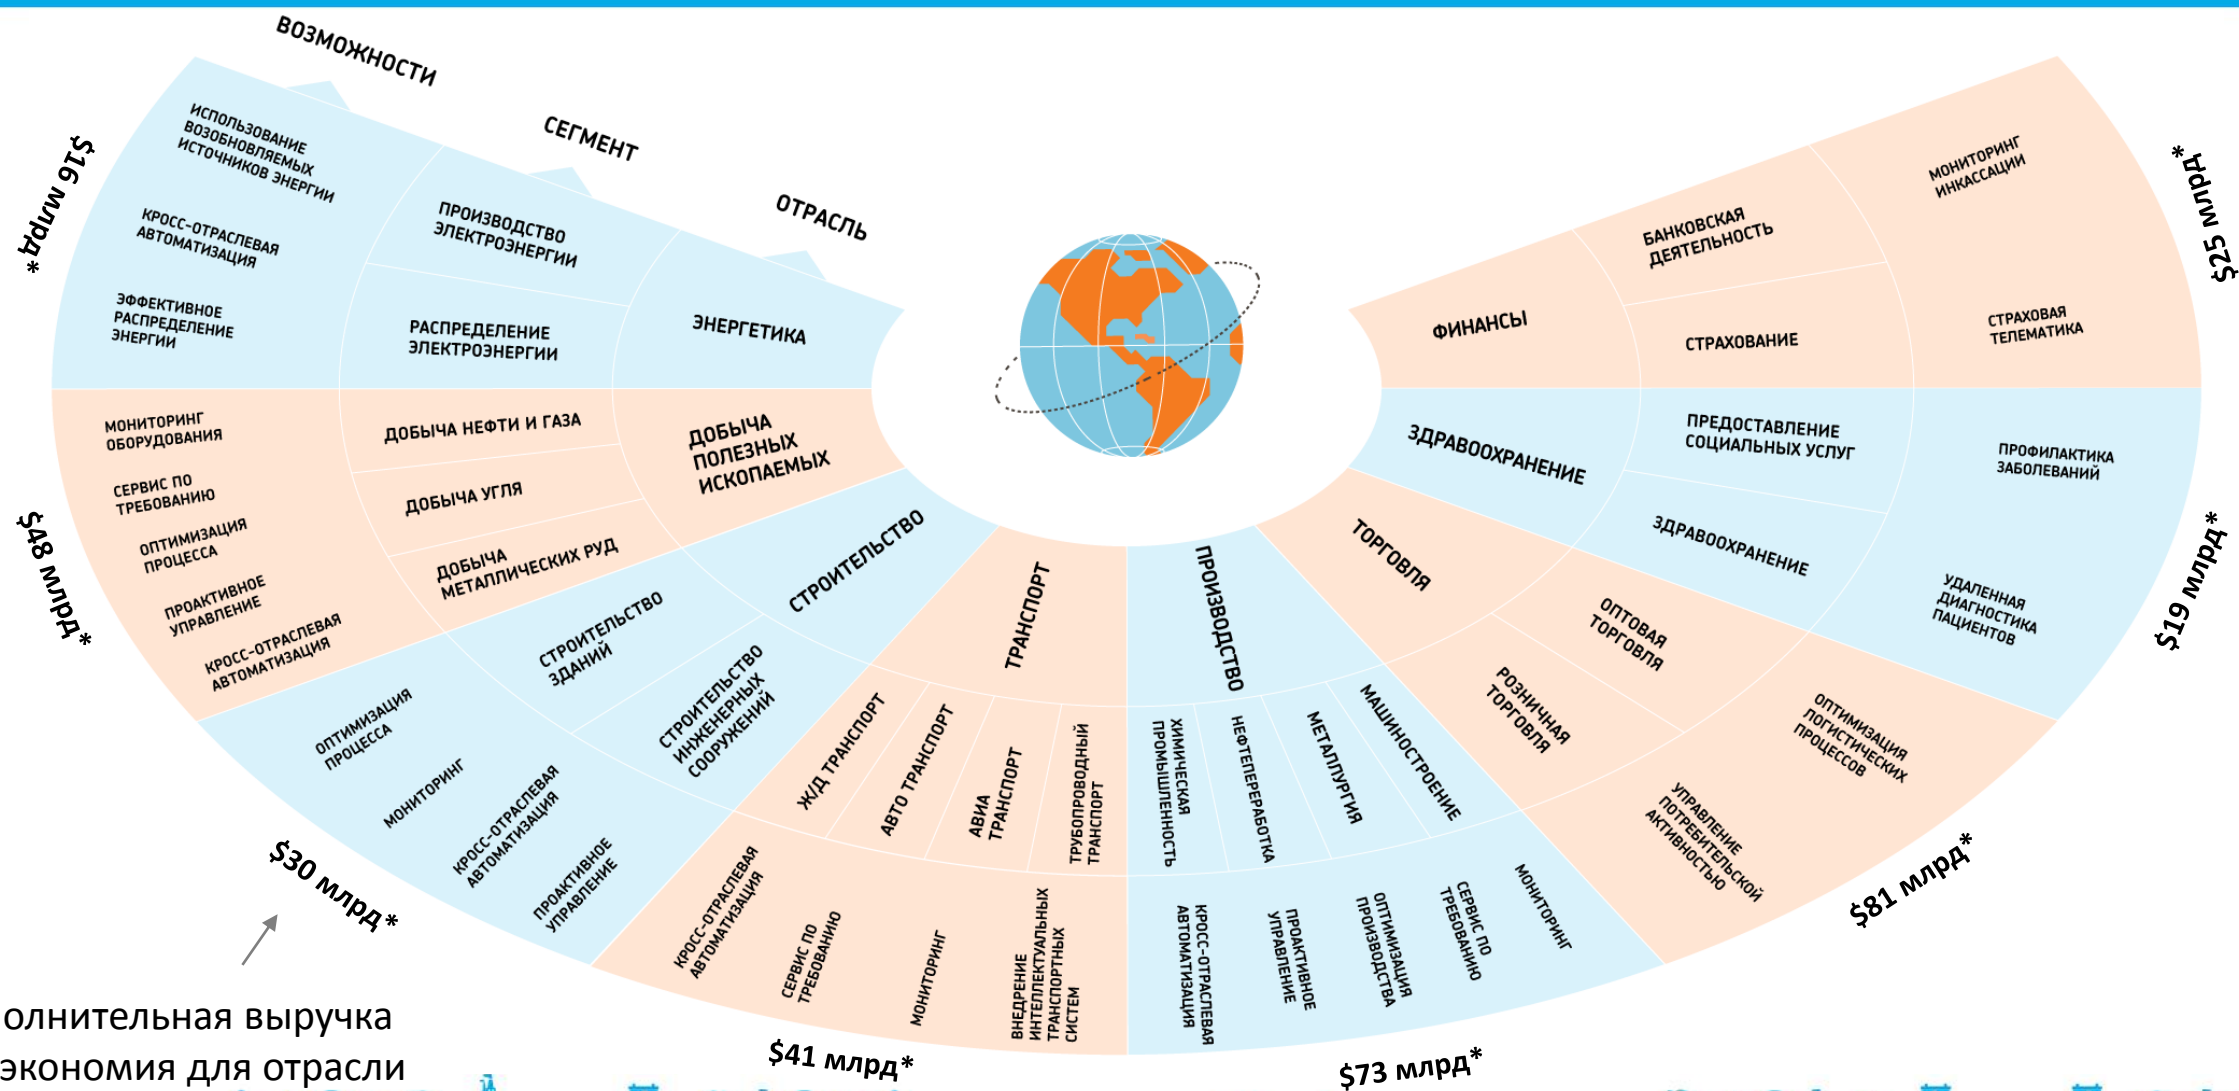 ВОЗМОЖНОСТИ
СЕГМЕНТ
ОТРАСЛЬ
$16 млрд*
ИСПОЛЬЗОВАНИЕ
ВОЗОБНОВЛЯЕМЫХ
ИСТОЧНИКОВ ЭНЕРГИИ
КРОСС-ОТРАСЛЕВАЯ
АВТОМАТИЗАЦИЯ
ЭФФЕКТИВНОЕ
РАСПРЕДЕЛЕНИЕ
ЭНЕРГИИ
ПРОИЗВОДСТВО
ЭЛЕКТРОЭНЕРГИИ
РАСПРЕДЕЛЕНИЕ
ЭЛЕКТРОЭНЕРГИИ
ЭНЕРГЕТИКА
$48 млрд*
МОНИТОРИНГ
ОБОРУДОВАНИЯ
СЕРВИС ПО
ТРЕБОВАНИЮ
ОПТИМИЗАЦИЯ
ПРОЦЕССА
ПРОАКТИВНОЕ
УПРАВЛЕНИЕ
КРОСС-ОТРАСЛЕВАЯ
АВТОМАТИЗАЦИЯ
ДОБЫЧА НЕФТИ И ГАЗА
ДОБЫЧА УГЛЯ
ДОБЫЧА
МЕТАЛЛИЧЕСКИХ РУД
ДОБЫЧА
ПОЛЕЗНЫХ
ИСКОПАЕМЫХ
$30 млрд*
ОПТИМИЗАЦИЯ
ПРОЦЕССА
МОНИТОРИНГ
КРОСС-ОТРАСЛЕВАЯ
АВТОМАТИЗАЦИЯ
ПРОАКТИВНОЕ
УПРАВЛЕНИЕ
СТРОИТЕЛЬСТВО
ЗДАНИЙ
СТРОИТЕЛЬСТВО
ИНЖЕНЕРНЫХ
СООРУЖЕНИЙ
СТРОИТЕЛЬСТВО
ТРАНСПОРТ
Ж/Д ТРАНСПОРТ
АВТО ТРАНСПОРТ
АВИА
ТРАНСПОРТ
ТРУБОПРОВОДНЫЙ
ТРАНСПОРТ
КРОСС-ОТРАСЛЕВАЯ
АВТОМАТИЗАЦИЯ
СЕРВИС ПО
ТРЕБОВАНИЮ
МОНИТОРИНГ
ВНЕДРЕНИЕ
ИНТЕЛЛЕКТУАЛЬНЫХ
ТРАНСПОРТНЫХ
СИСТЕМ
$41 млрд*
ПРОИЗВОДСТВО
ХИМИЧЕСКАЯ
ПРОМЫШЛЕННОСТЬ
НЕФТЕПЕРЕРАБОТКА
МЕТАЛЛУРГИЯ
МАШИНОСТРОЕНИЕ
КРОСС-ОТРАСЛЕВАЯ
АВТОМАТИЗАЦИЯ
ПРОАКТИВНОЕ
УПРАВЛЕНИЕ
ОПТИМИЗАЦИЯ
ПРОИЗВОДСТВА
СЕРВИС ПО
ТРЕБОВАНИЮ
МОНИТОРИНГ
$73 млрд*
ТОРГОВЛЯ
РОЗНИЧНАЯ
ТОРГОВЛЯ
ОПТОВАЯ
ТОРГОВЛЯ
УПРАВЛЕНИЕ
ПОТРЕБИТЕЛЬСКОЙ
АКТИВНОСТЬЮ
ОПТИМИЗАЦИЯ
ЛОГИСТИЧЕСКИХ
ПРОЦЕССОВ
$81 млрд*
ЗДРАВООХРАНЕНИЕ
ПРЕДОСТАВЛЕНИЕ
СОЦИАЛЬНЫХ УСЛУГ
ЗДРАВООХРАНЕНИЕ
ПРОФИЛАКТИКА
ЗАБОЛЕВАНИЙ
УДАЛЕННАЯ
ДИАГНОСТИКА
ПАЦИЕНТОВ
$19 млрд*
ФИНАНСЫ
БАНКОВСКАЯ
ДЕЯТЕЛЬНОСТЬ
СТРАХОВАНИЕ
МОНИТОРИНГ
ИНКАССАЦИИ
СТРАХОВАЯ
ТЕЛЕМАТИКА
$25 млрд*
олнительная выручка
экономия для отрасли